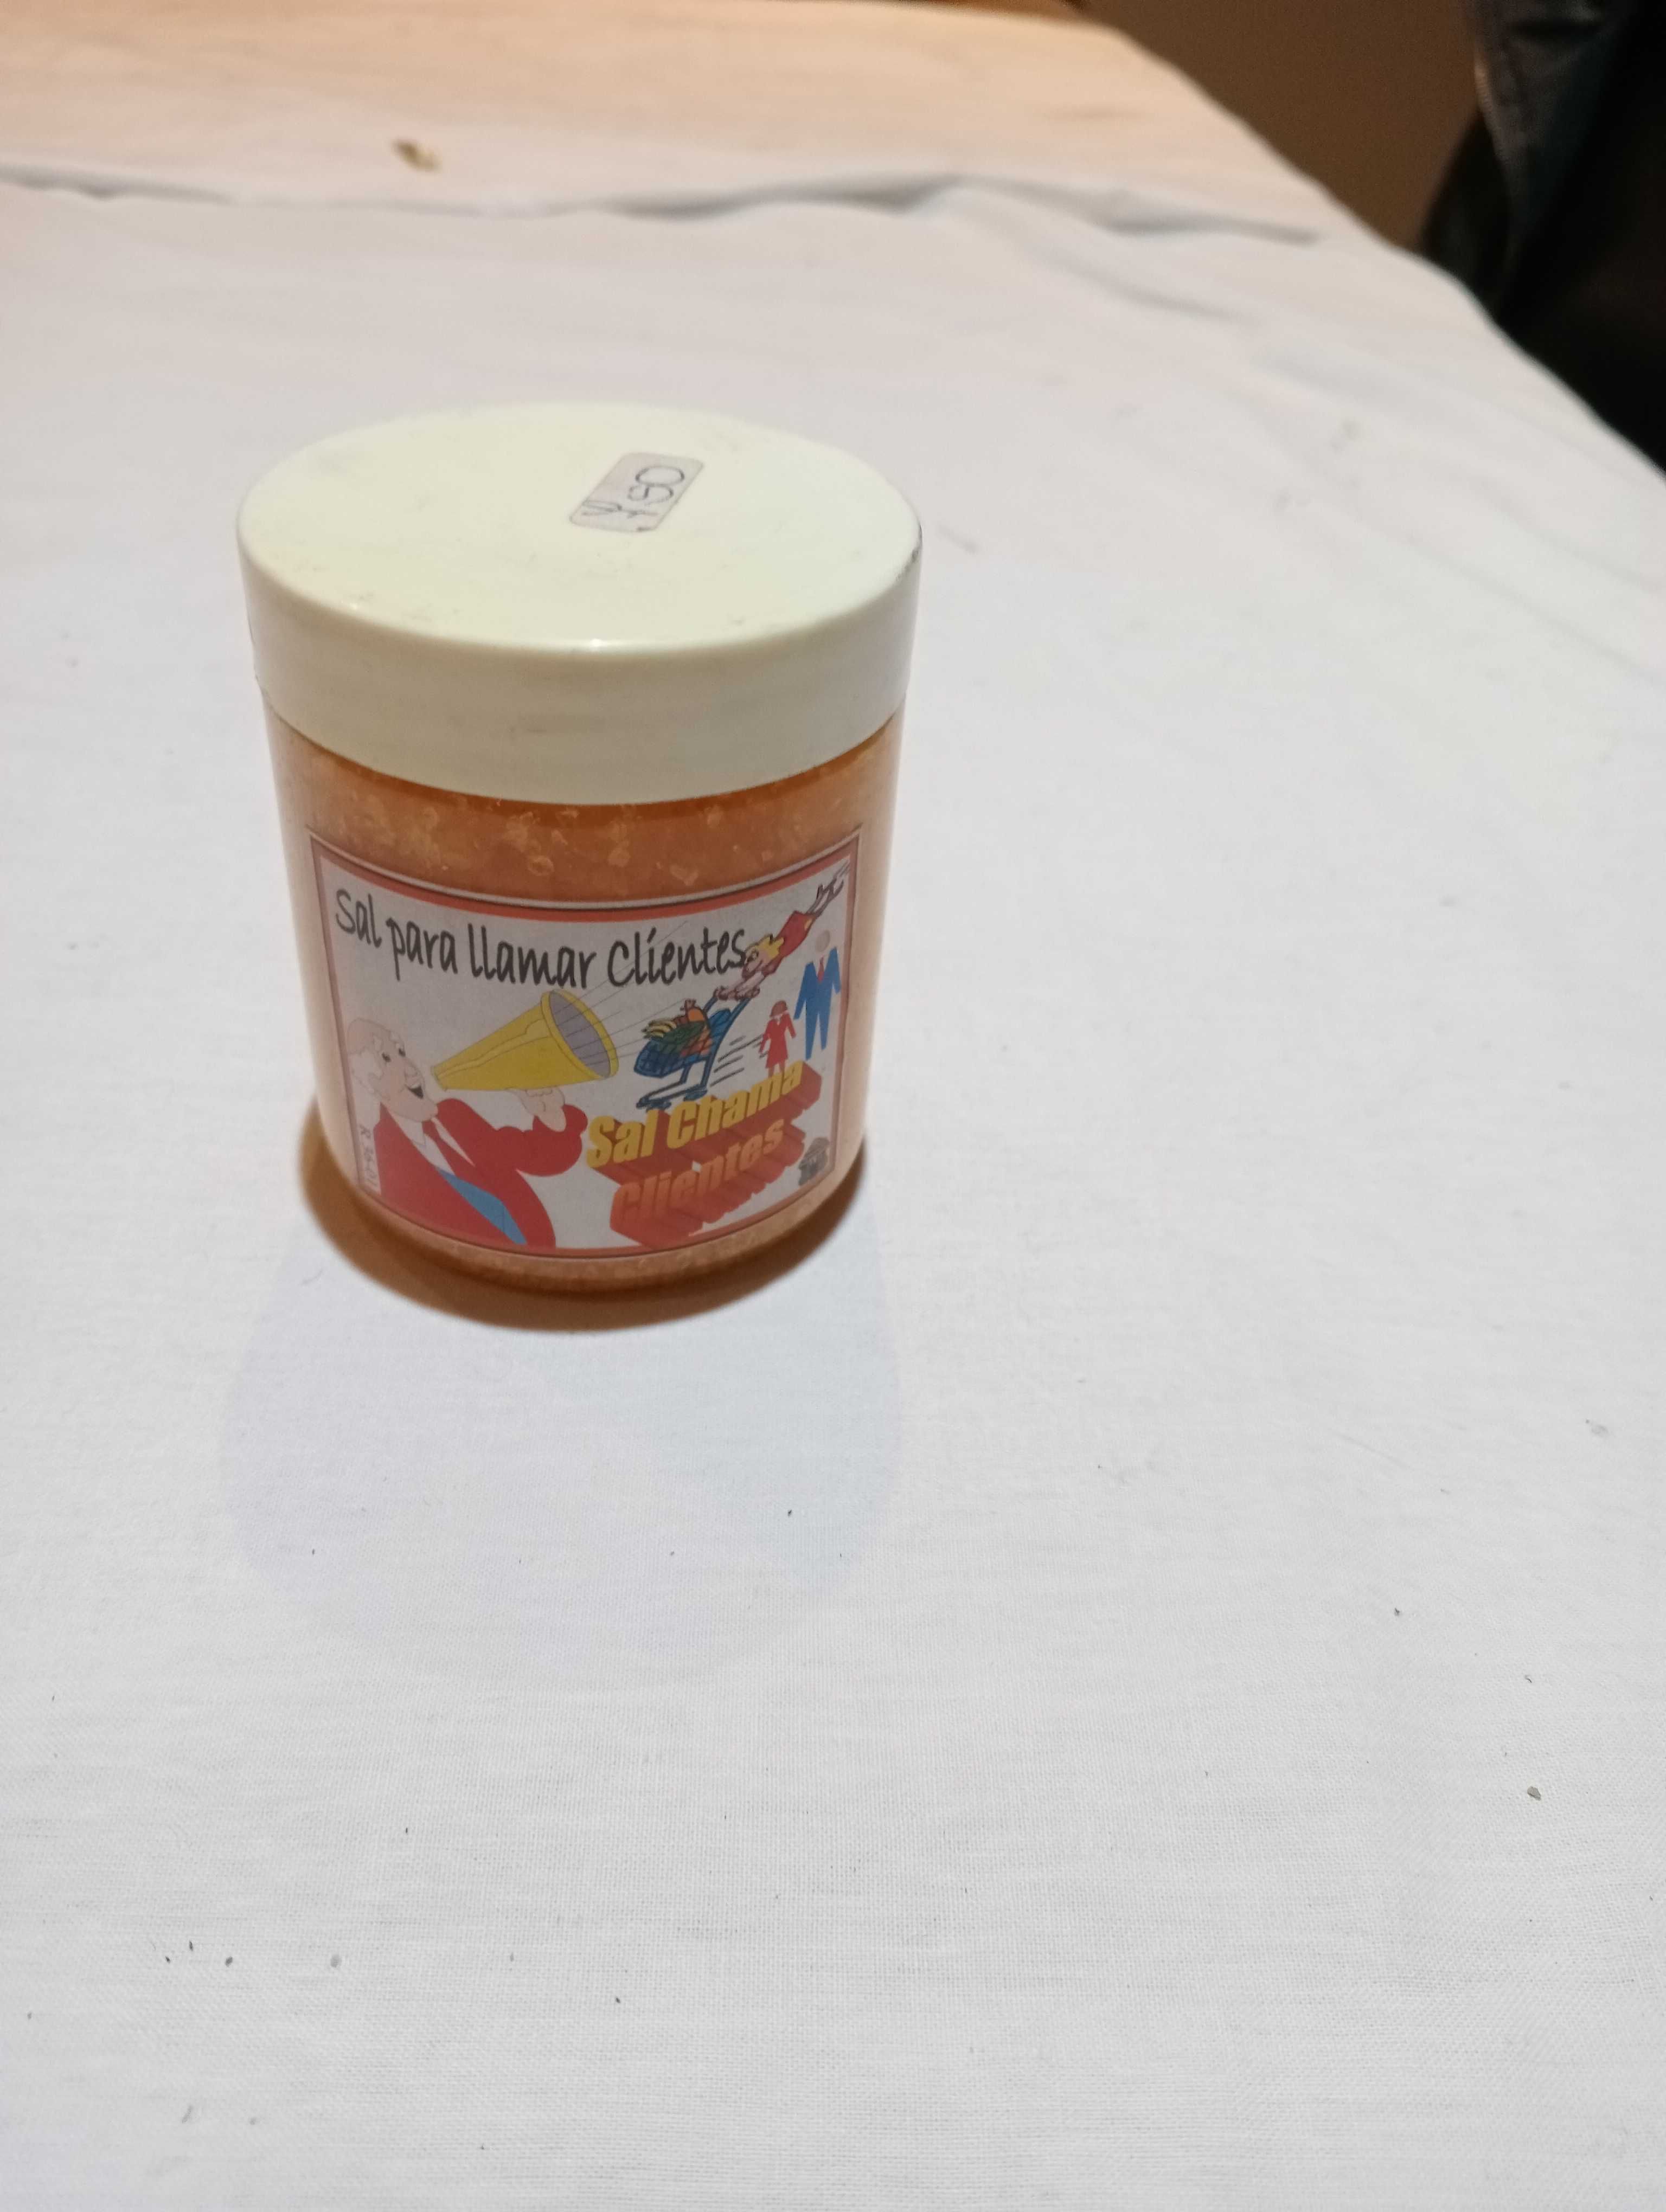 Sal para llamar Clientes
Sal Chama
Clientes